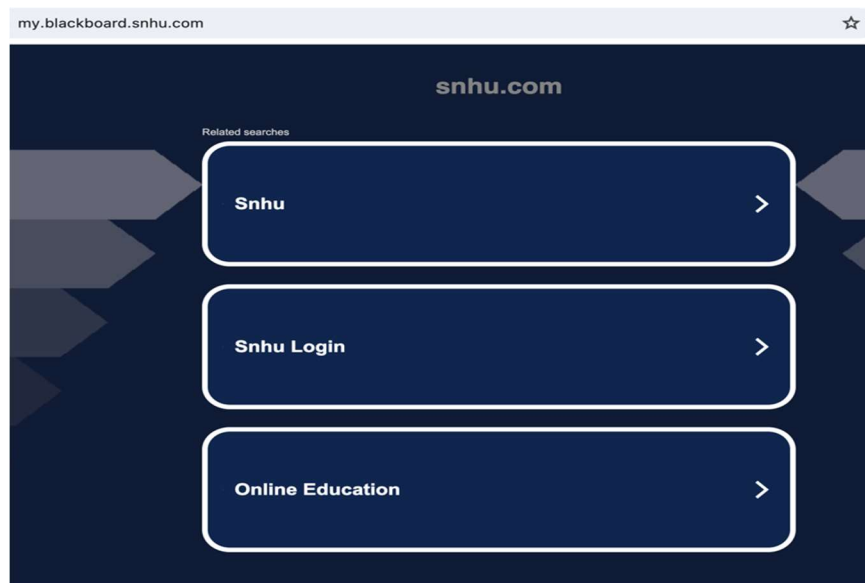 my.blackboard.snhu.com
snhu.com
Related searches
Snhu
Snhu Login
Online Education